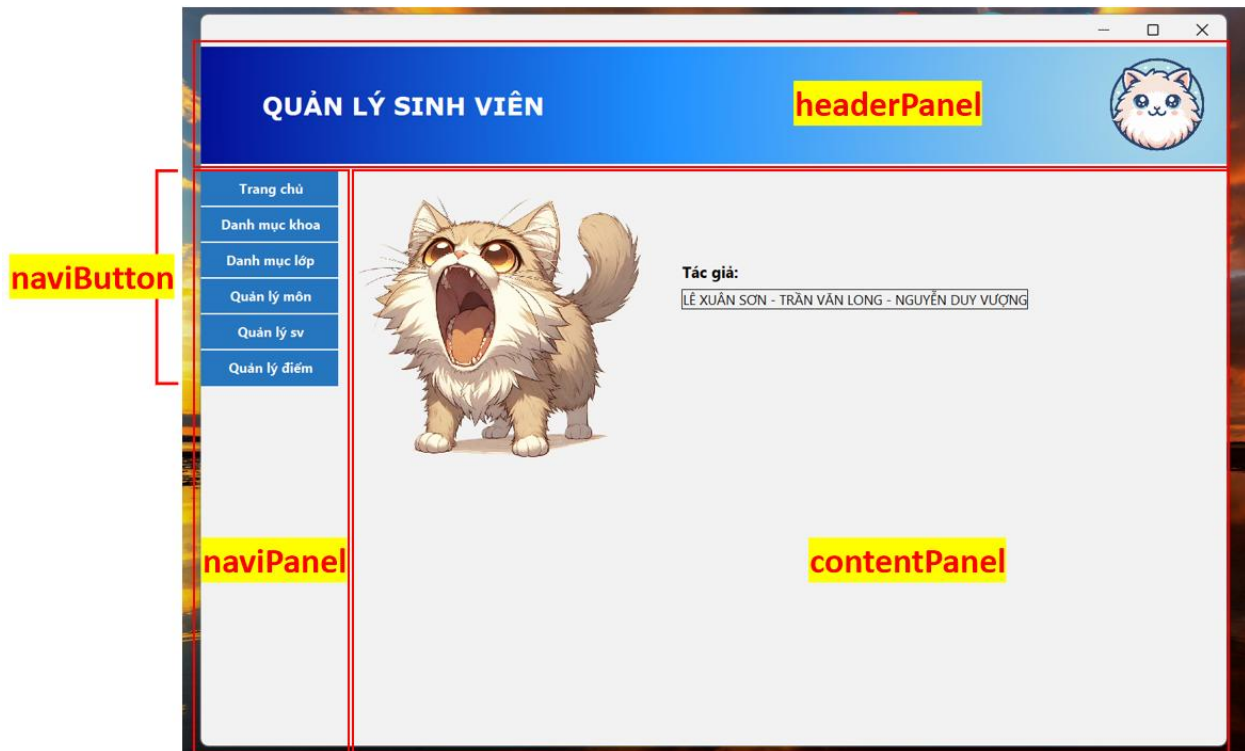 QUẢN LÝ SINH VIÊN
headerPanel
Trang chủ
Danh mục khoa
Danh mục lớp
Quản lý môn
Quản lý sv
Quản lý điểm
naviButton
Tác giả:
LÊ XUÂN SƠN - TRẦN VĂN LONG - NGUYỄN DUY VƯỢNG
naviPanel
contentPanel